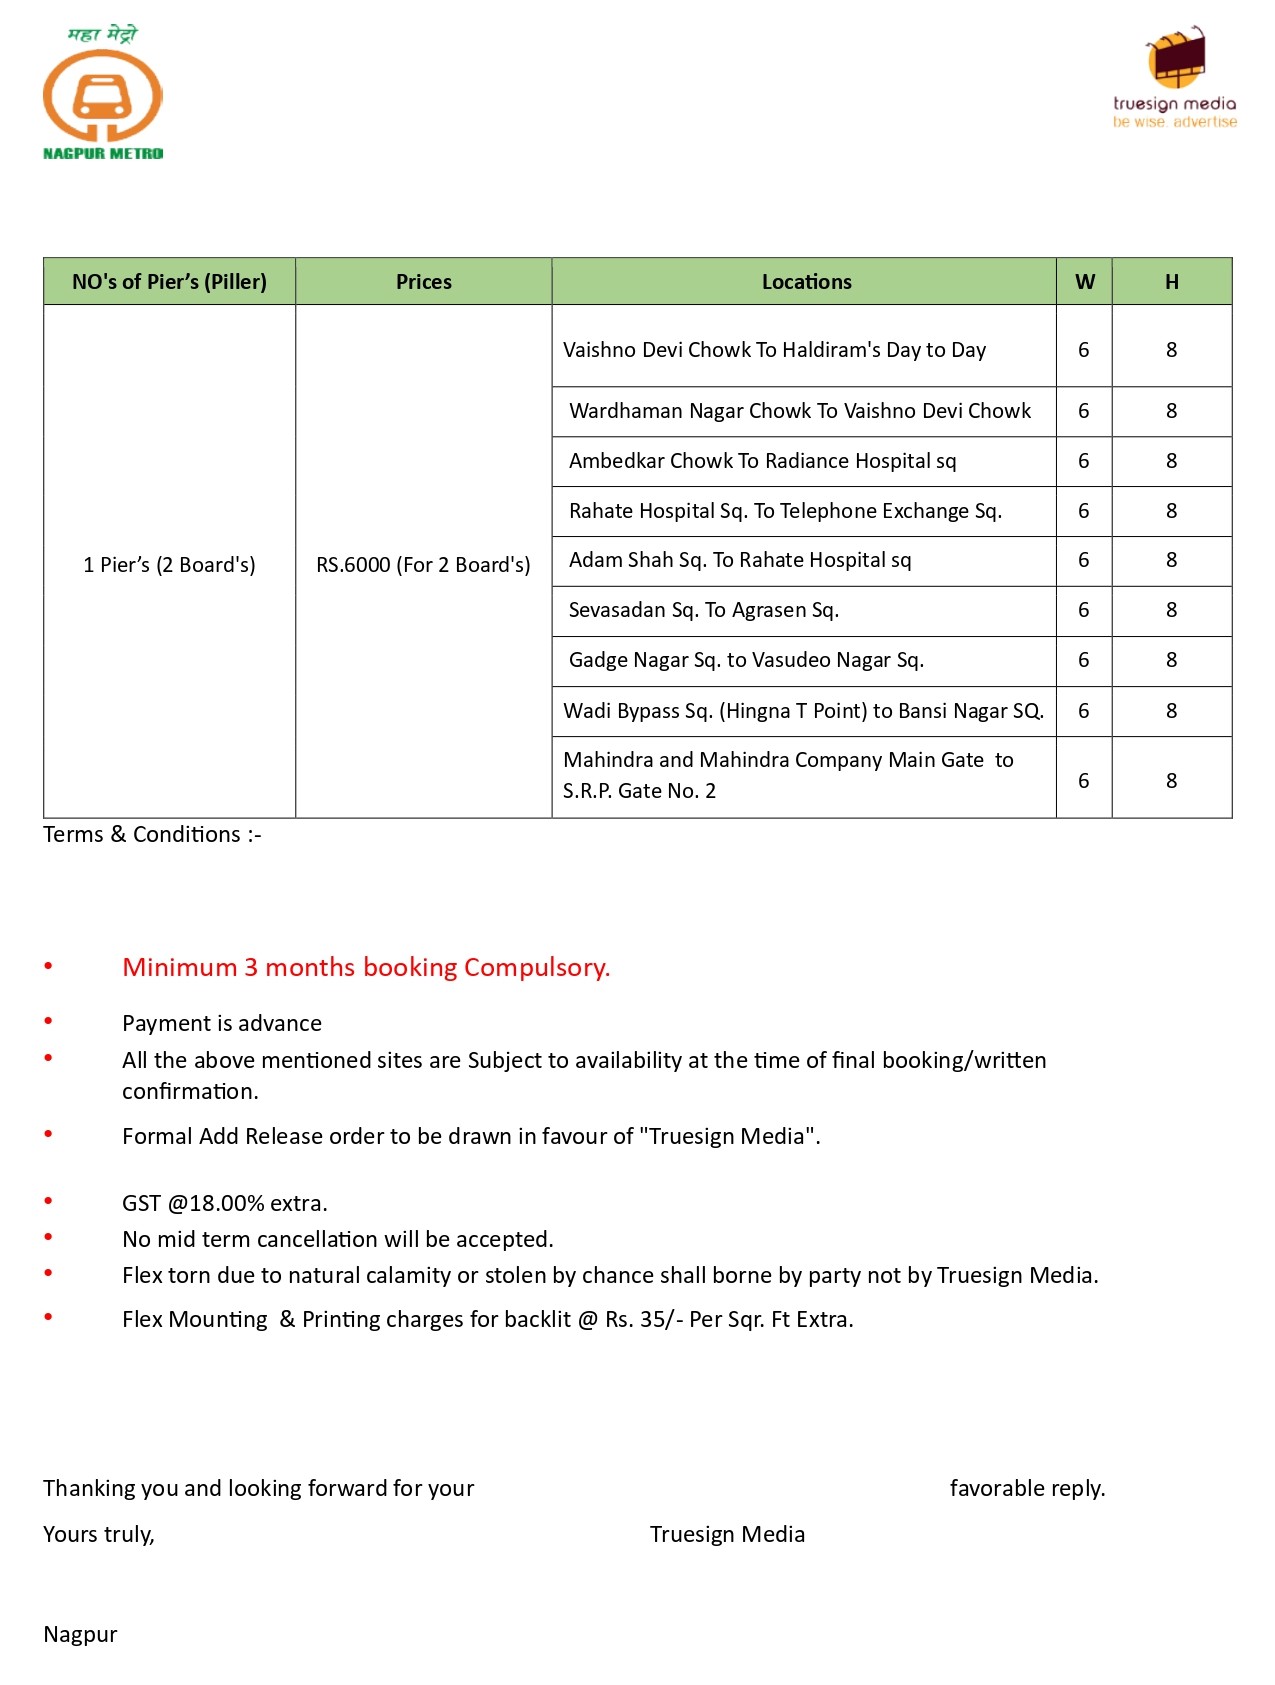 महा मेट्रो
NAGPUR METRO
truesign media
be wise. advertise
NO's of Pier’s (Piller) Prices Locations W H
Vaishno Devi Chowk To Haldiram's Day to Day 6 8
Wardhaman Nagar Chowk To Vaishno Devi Chowk 6 8
Ambedkar Chowk To Radiance Hospital sq 6 8
Rahate Hospital Sq. To Telephone Exchange Sq. 6 8
1 Pier’s (2 Board's) RS.6000 (For 2 Board's) Adam Shah Sq. To Rahate Hospital sq 6 8
Sevasadan Sq. To Agrasen Sq. 6 8
Gadge Nagar Sq. to Vasudeo Nagar Sq. 6 8
Wadi Bypass Sq. (Hingna T Point) to Bansi Nagar SQ. 6 8
Mahindra and Mahindra Company Main Gate to
S.R.P. Gate No. 2 6 8
Terms & Conditions :-
• Minimum 3 months booking Compulsory.
• Payment is advance
• All the above mentioned sites are Subject to availability at the time of final booking/written
confirmation.
• Formal Add Release order to be drawn in favour of "Truesign Media".
• GST @18.00% extra.
• No mid term cancellation will be accepted.
• Flex torn due to natural calamity or stolen by chance shall borne by party not by Truesign Media.
• Flex Mounting & Printing charges for backlit @ Rs. 35/- Per Sqr. Ft Extra.
Thanking you and looking forward for your favorable reply.
Yours truly, Truesign Media
Nagpur